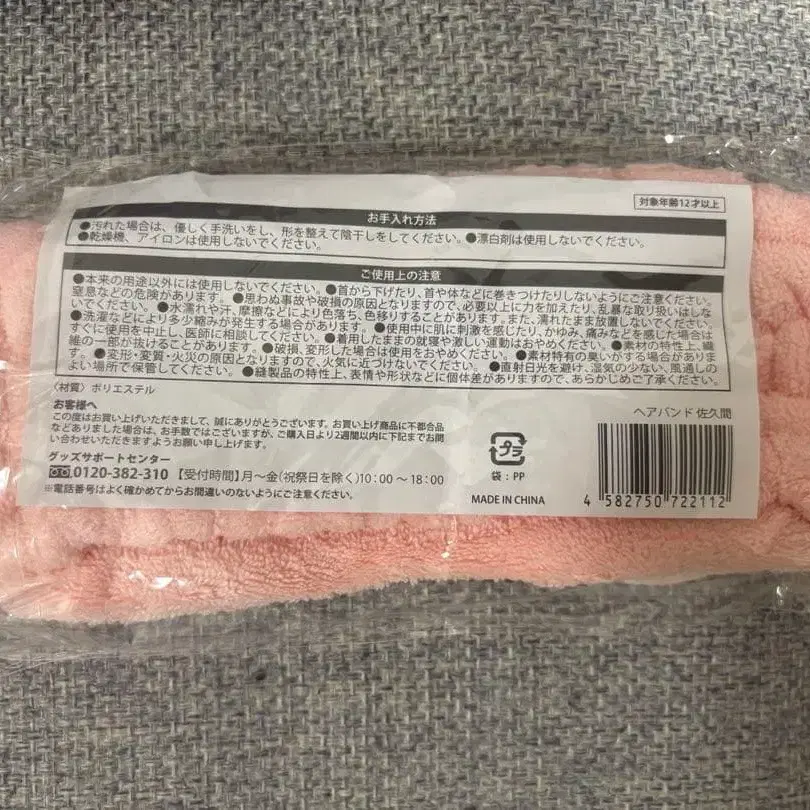 対象年齢12才以上
お手入れ方法
●汚れた場合は、優しく手洗いをし、形を整えて陰干しをしてください。●漂白剤は使用しないでください。
●乾燥機、アイロンは使用しないでください。
ご使用上の注意
●本来の用途以外には使用しないでください。●首から下げたり、首や体などに巻きつけたりしないようにご注意ください。
窒息などの危険があります。●思わぬ事故や破損の原因となりますので、必要以上に力を加えたり、乱暴な取り扱いはしな
いでください。●水濡れや汗、摩擦などにより色落ち、色移りすることがあります。また、濡れたまま放置しないでください。
●洗濯などにより多少縮みが発生する場合があります。●使用中に肌に刺激を感じたり、かゆみ、痛みなどを感じた場合は
すぐに使用を中止し、医師に相談してください。●着用したままの就寝や激しい運動はおやめください。●素材の特性上、繊
維の一部が抜けることがあります。●破損、変形した場合は使用をおやめください。●素材特有の臭いがする場合がありま
す。●変形・変質・火災の原因となりますので、火気に近づけないでください。●直射日光を避け、湿気の少ない、風通しの
よい場所で保管してください。●縫製品の特性上、表情や形状などに個体差がありますので、あらかじめご了承ください。
〈材質〉ポリエステル
お客様へ
この度はお買い上げいただきまして、誠にありがとうございます。お買い上げ商品に不都合品
などありました場合は、お手数ではございますが、ご購入日より2週間以内に下記までお問
い合わせいただきますようお願い申し上げます。
グッズサポートセンター
0120-382-310【受付時間】月～金(祝祭日を除く)10:00～18:00
※電話番号はよく確かめてからお間違いのないようにご注意ください。
プラ
袋：PP
MADE IN CHINA
ヘアバンド 佐久間
4 582750 722112